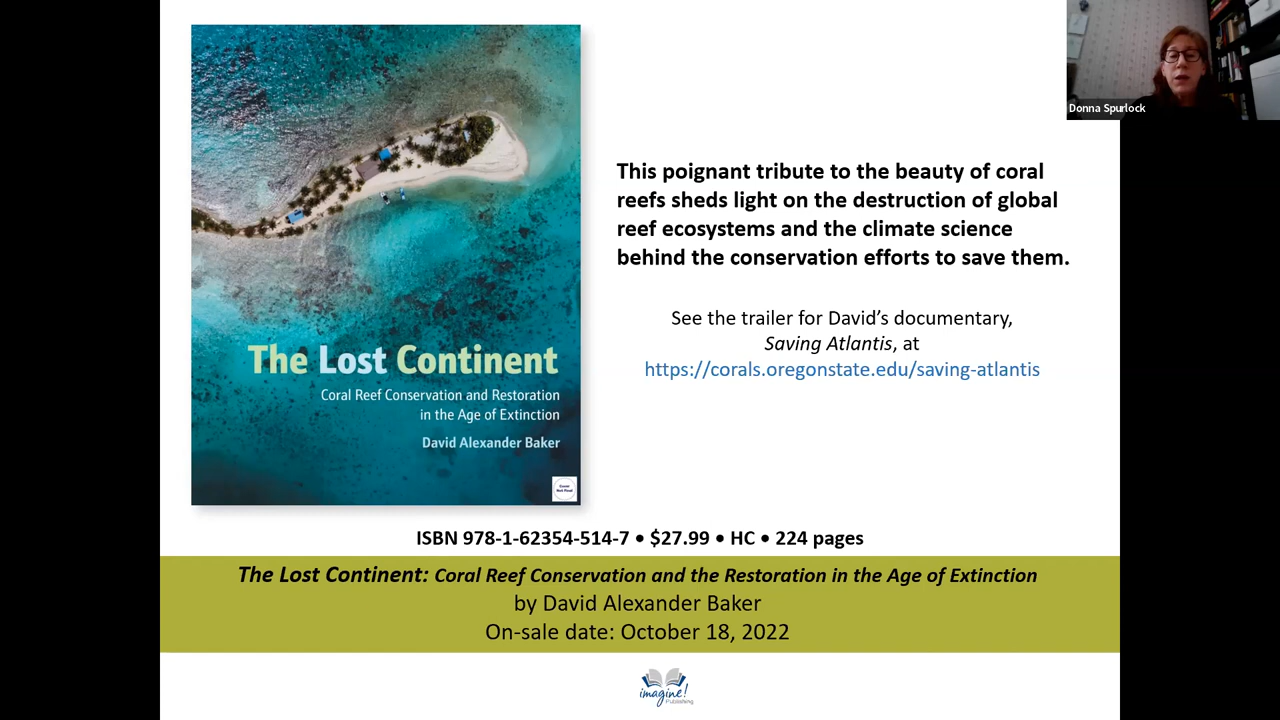 Donna Spurlock
The Lost Continent
Coral Reef Conservation and Restoration
in the Age of Extinction
David Alexander Baker
Cover
Not Final
This poignant tribute to the beauty of coral
reefs sheds light on the destruction of global
reef ecosystems and the climate science
behind the conservation efforts to save them.
See the trailer for David’s documentary,
Saving Atlantis, at
https://corals.oregonstate.edu/saving-atlantis
ISBN 978-1-62354-514-7 • $27.99 • HC • 224 pages
The Lost Continent: Coral Reef Conservation and the Restoration in the Age of Extinction
by David Alexander Baker
On-sale date: October 18, 2022
imagine!
Publishing